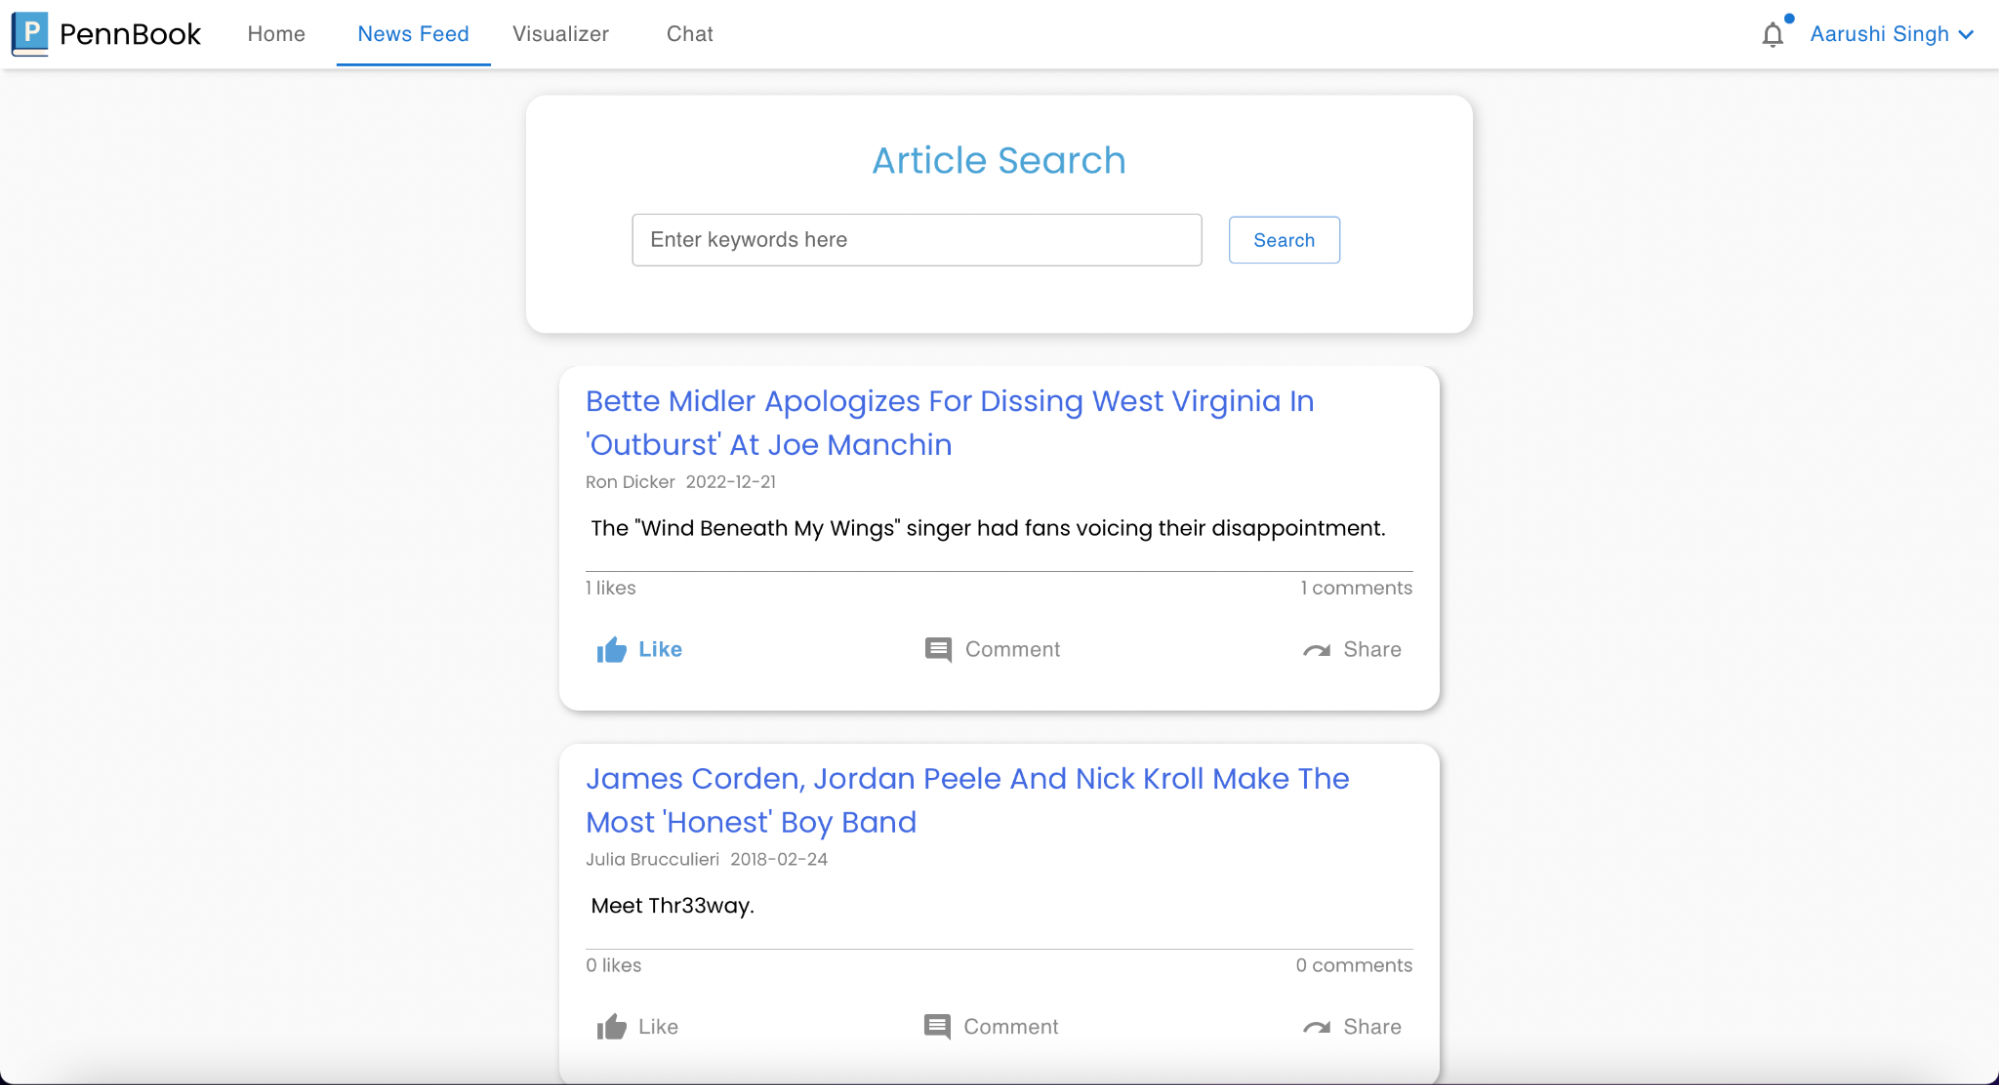 P PennBook Home News Feed Visualizer Chat Aarushi Singh
Article Search
Enter keywords here Search
Bette Midler Apologizes For Dissing West Virginia In
'Outburst' At Joe Manchin
Ron Dicker 2022-12-21
The "Wind Beneath My Wings" singer had fans voicing their disappointment.
1 likes 1 comments
Like Comment Share
James Corden, Jordan Peele And Nick Kroll Make The
Most 'Honest' Boy Band
Julia Brucculieri 2018-02-24
Meet Thr33way.
0 likes 0 comments
Like Comment Share